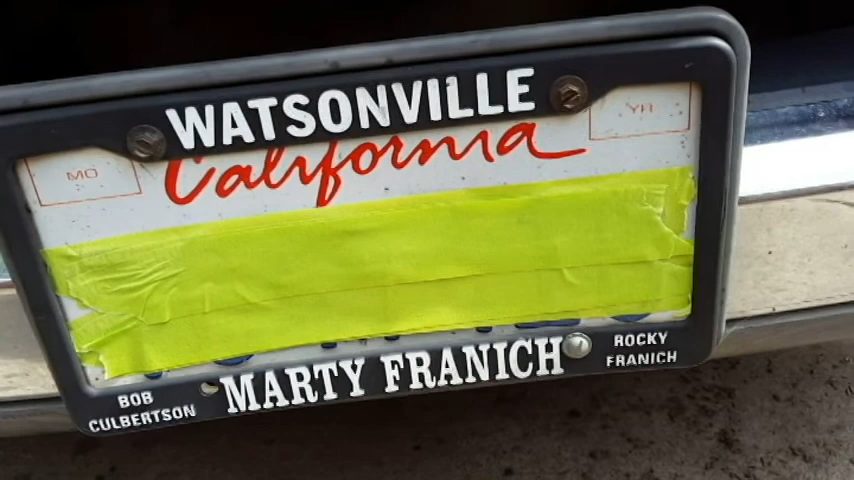 WATSONVILLE
California
MO
YR
MARTY FRANICH
BOB
CULBERTSON
ROCKY
FRANICH